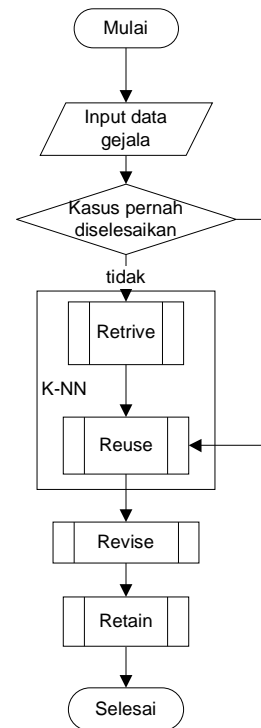 Mulai
Input data
gejala
Kasus pernah
diselesaikan
tidak
Retrive
K-NN
Reuse
Revise
Retain
Selesai